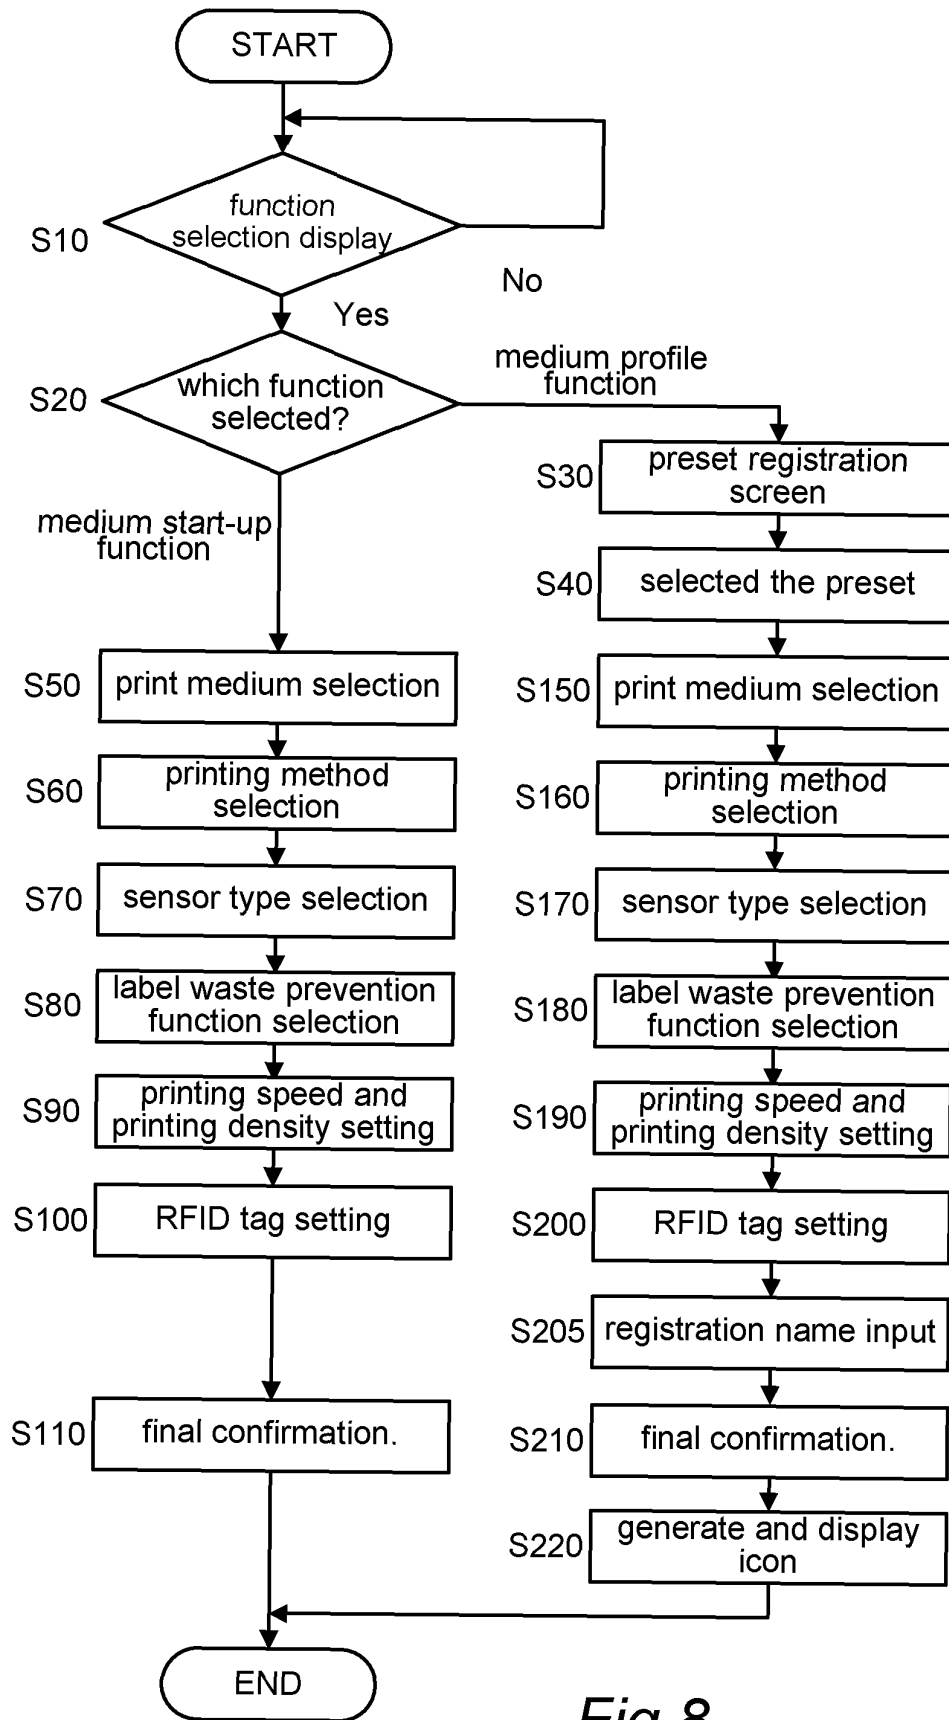 START
function
selection display
S10
No
Yes
which function
selected?
S20
medium profile
function
medium start-up
function
S30
preset registration
screen
S40
selected the preset
S50
print medium selection
S60
printing method
selection
S70
sensor type selection
S80
label waste prevention
function selection
S90
printing speed and
printing density setting
S100
RFID tag setting
S110
final confirmation.
S150
print medium selection
S160
printing method
selection
S170
sensor type selection
S180
label waste prevention
function selection
S190
printing speed and
printing density setting
S200
RFID tag setting
S205
registration name input
S210
final confirmation.
S220
generate and display
icon
END
Fig.8